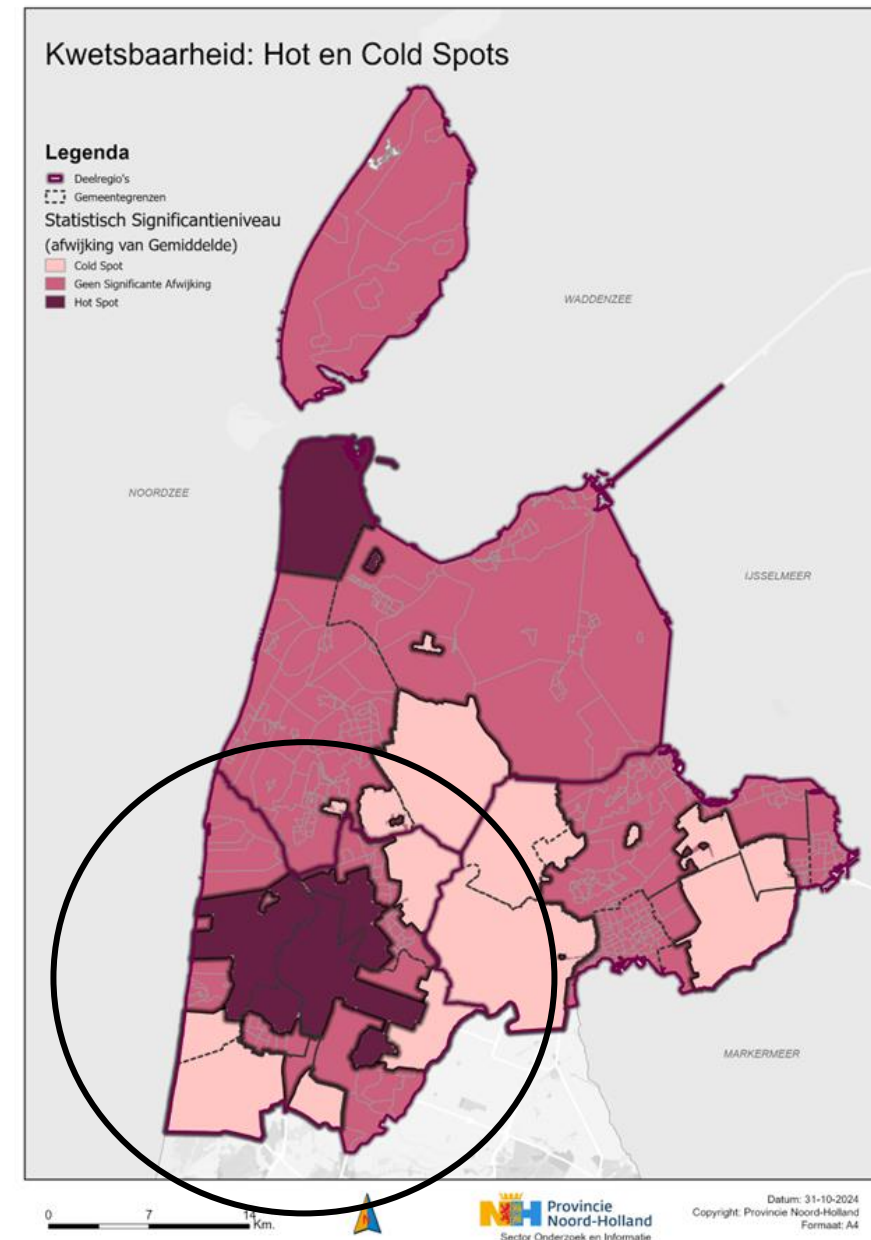 Kwetsbaarheid: Hot en Cold Spots
Legenda
Deelregio's
Gemeentegrenzen
Statistisch Significantieniveau
(afwijking van Gemiddelde)
Cold Spot
Geen Significante Afwijking
Hot Spot
WADDENZEE
NOORDZEE
IJSSELMEER
MARKERMEER
0 7 14 Km.
Provincie
Noord-Holland
Sector Onderzoek en Informatie
Datum: 31-10-2024
Copyright: Provincie Noord-Holland
Formaat: A4